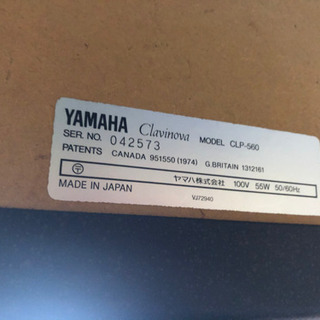 YAMAHA Clavinova MODEL CLP-560
SER. NO. 042573
PATENTS CANADA 951550 (1974) G.BRITAIN 1312161
〒 ヤマハ株式会社 100V 55W 50/60Hz
MADE IN JAPAN VJ72940